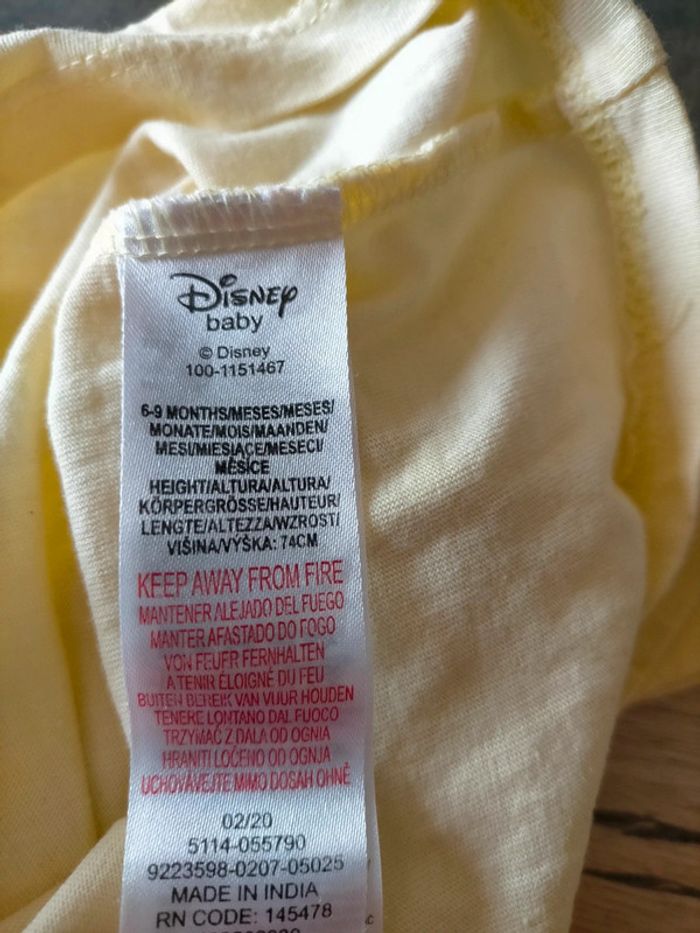 Disney
baby
© Disney
100-1151467
6-9 MONTHS/MESES/MESES/
MONATE/MOIS/MAANDEN/
MESI/MIESIĄCE/MESECI/
MĚSÍCE
HEIGHT/ALTURA/ALTURA/
KÖRPERGRÖSSE/HAUTEUR/
LENGTE/ALTEZZA/WZROST/
VIŠINA/VÝŠKA: 74CM
KEEP AWAY FROM FIRE
MANTENER ALEJADO DEL FUEGO
MANTER AFASTADO DO FOGO
VON FEUER FERNHALTEN
A TENIR ÉLOIGNÉ DU FEU
BUITEN BEREIK VAN VUUR HOUDEN
TENERE LONTANO DAL FUOCO
TRZYMAĆ Z DALA OD OGNIA
HRANITI LOČENO OD OGNJA
UCHOVÁVEJTE MIMO DOSAH OHNĚ
02/20
5114-055790
9223598-0207-05025
MADE IN INDIA
RN CODE: 145478